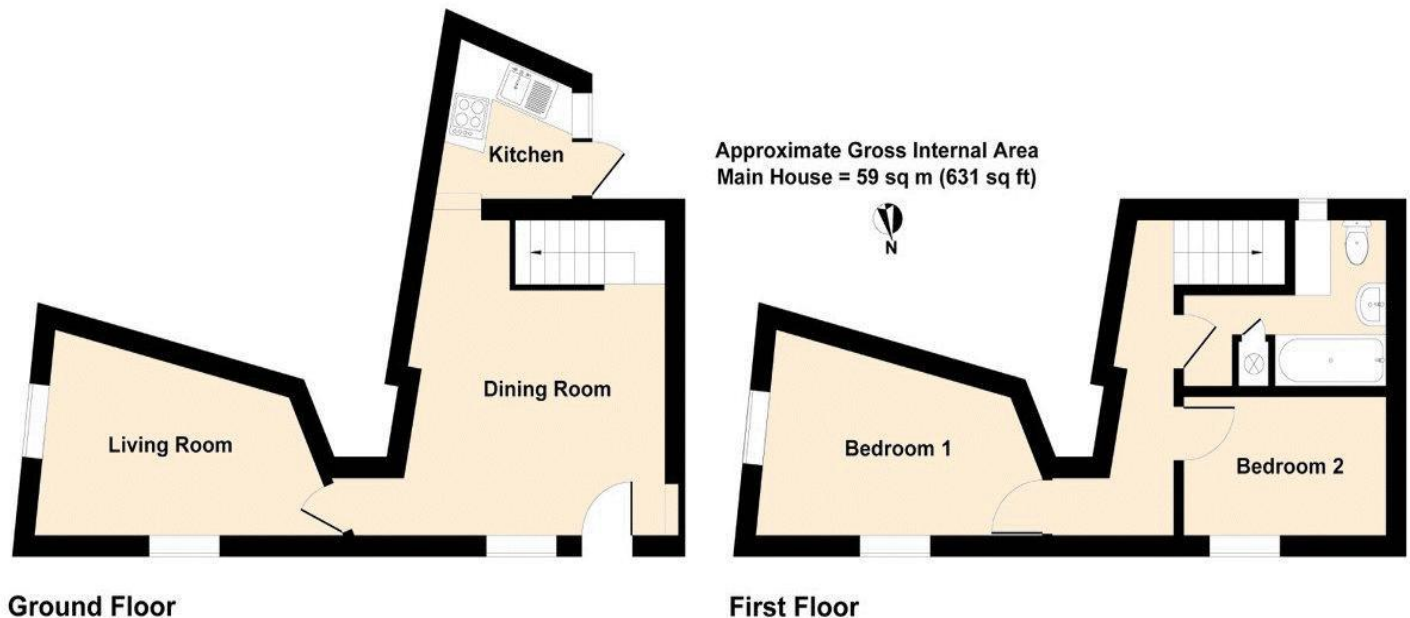 Kitchen
Approximate Gross Internal Area
Main House = 59 sq m (631 sq ft)
N
Dining Room
Living Room
Bedroom 1
Bedroom 2
Ground Floor
First Floor